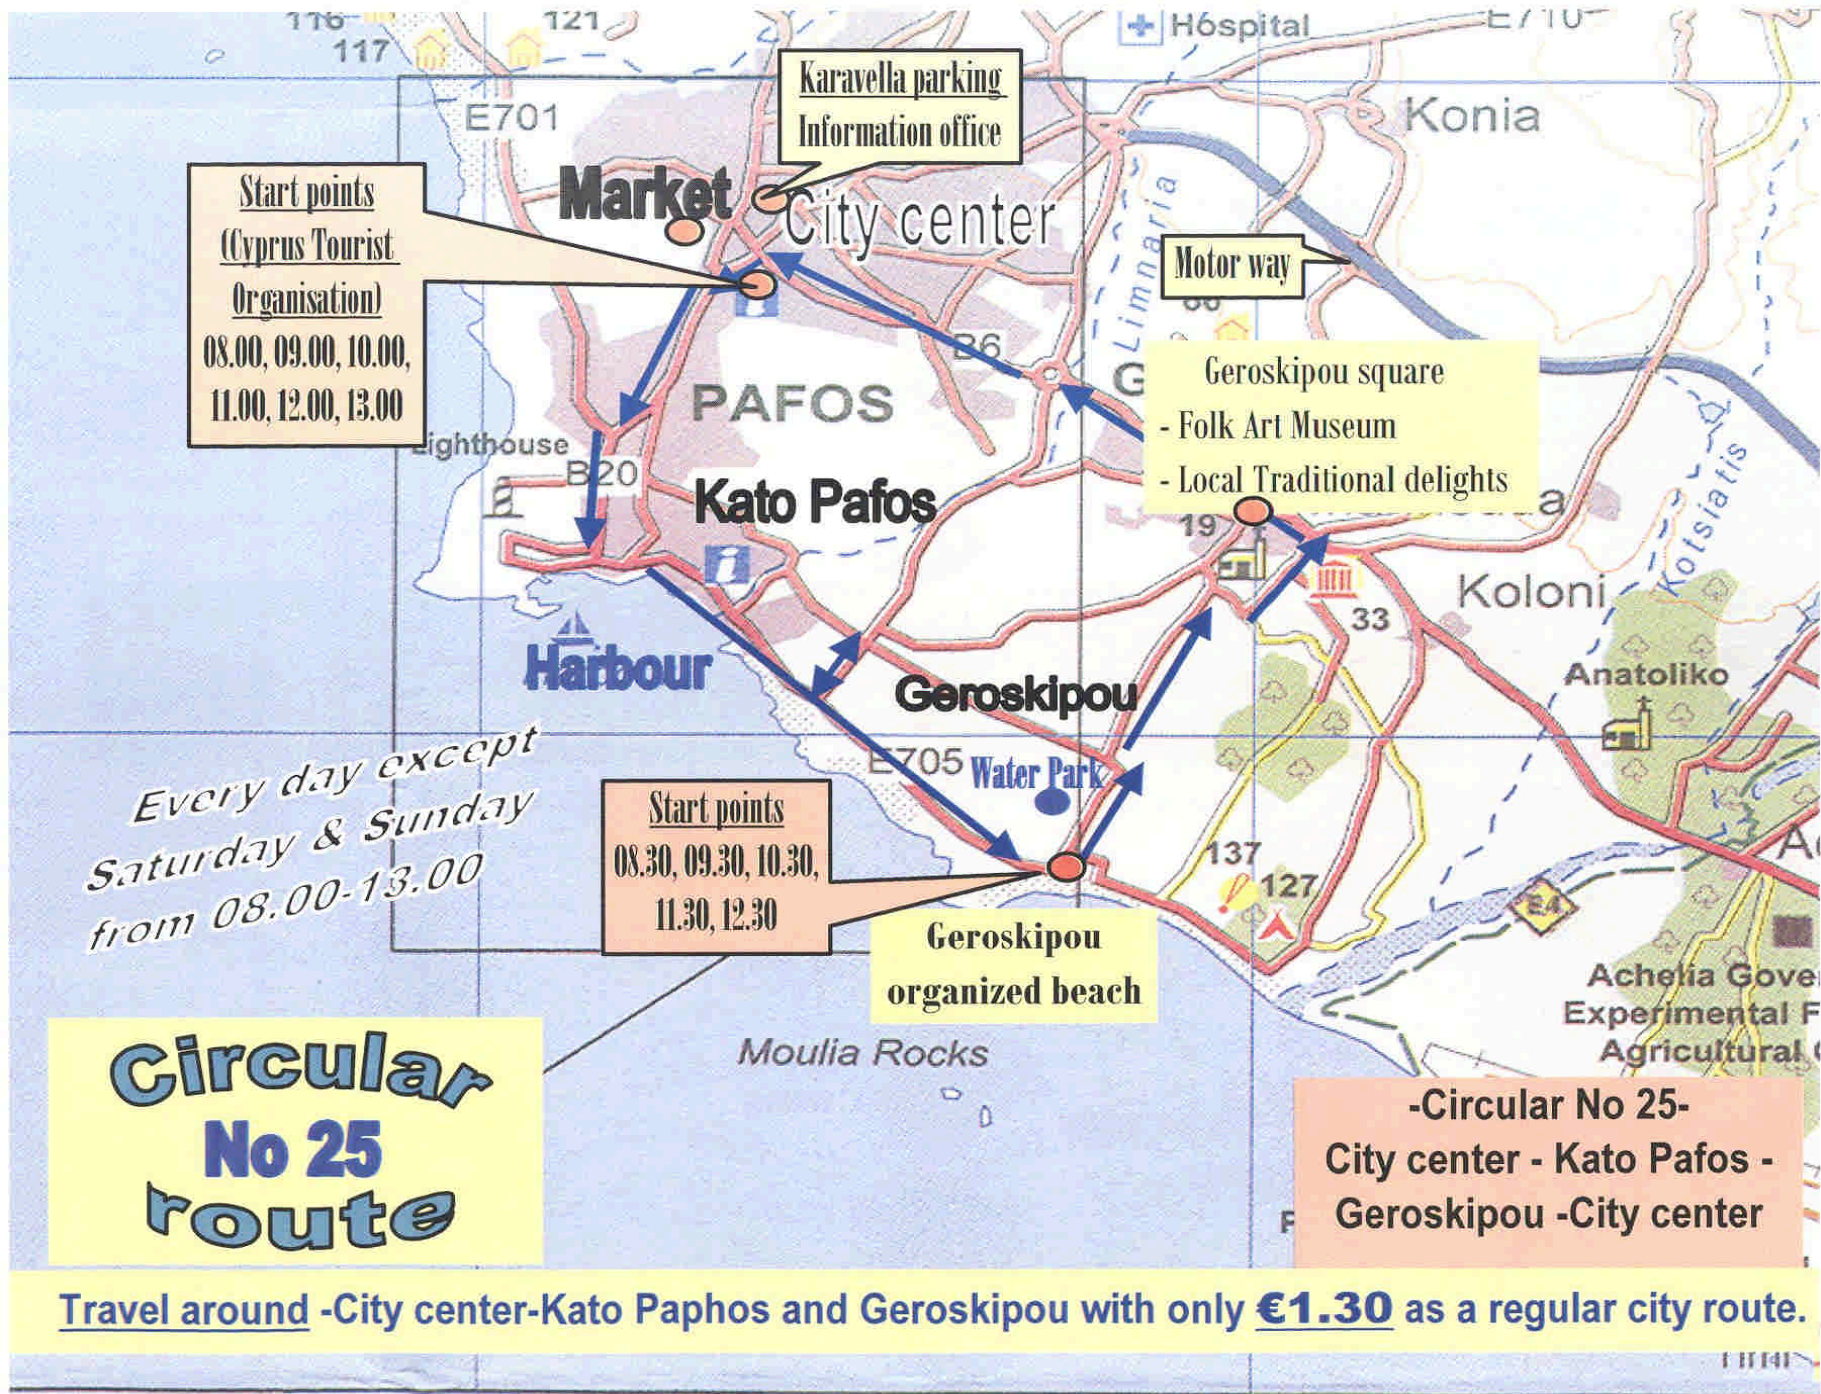 116
117
121
Hospital
E710
Karavella parking
Information office
E701
Konia
Start points
(Cyprus Tourist
Organisation)
08.00, 09.00, 10.00,
11.00, 12.00, 13.00
Market
City center
Limnaria
Motor way
B6
G
Geroskipou square
- Folk Art Museum
- Local Traditional delights
PAFOS
Lighthouse
B20
Kato Pafos
19
Kotsiatis
Koloni
33
Harbour
Geroskipou
Anatoliko
E705
Water Park
Every day except
Saturday & Sunday
from 08.00-13.00
Start points
08.30, 09.30, 10.30,
11.30, 12.30
137
127
E4
Geroskipou
organized beach
Achelia Gove
Experimental F
Agricultural
Moulia Rocks
Circular
No 25
route
-Circular No 25-
City center - Kato Pafos -
Geroskipou -City center
Travel around -City center-Kato Paphos and Geroskipou with only €1.30 as a regular city route.